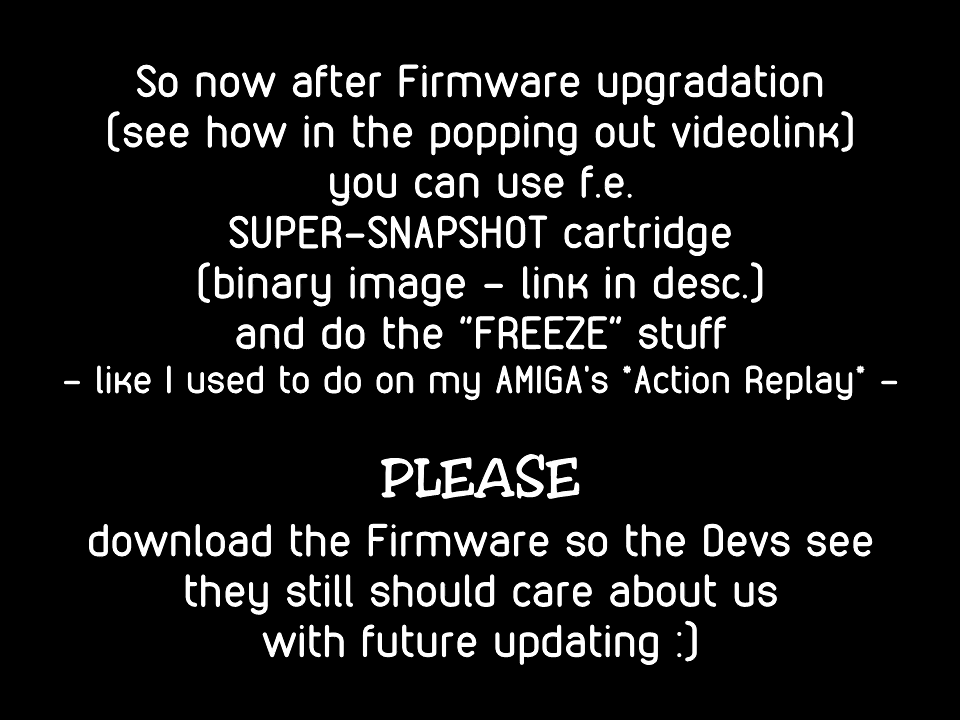 So now after Firmware upgradation
(see how in the popping out videolink)
you can use f.e.
SUPER-SNAPSHOT cartridge
(binary image - link in desc.)
and do the "FREEZE" stuff
- like I used to do on my AMIGA's *Action Replay* -
PLEASE
download the Firmware so the Devs see
they still should care about us
with future updating :)